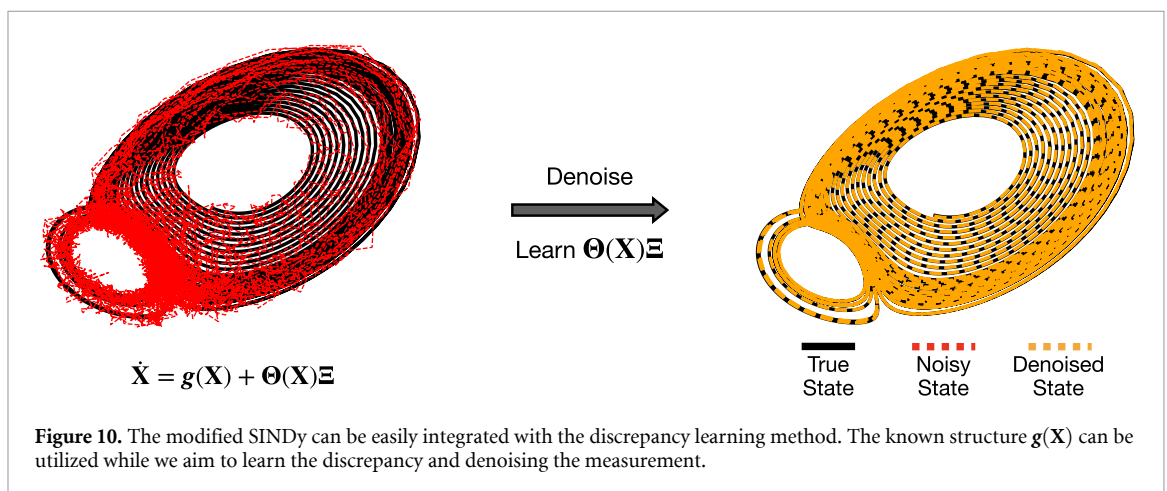 Denoise
Learn Θ(X)Ξ
Ẋ = g(X) + Θ(X)Ξ
True State
Noisy State
Denoised State
Figure 10. The modified SINDy can be easily integrated with the discrepancy learning method. The known structure g(X) can be
utilized while we aim to learn the discrepancy and denoising the measurement.